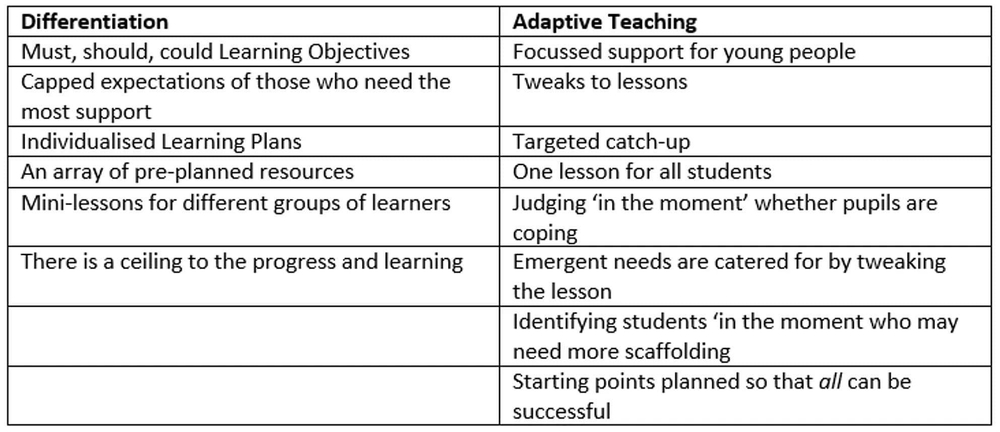 Differentiation
Adaptive Teaching
Must, should, could Learning Objectives
Focussed support for young people
Capped expectations of those who need the
most support
Tweaks to lessons
Individualised Learning Plans
Targeted catch-up
An array of pre-planned resources
One lesson for all students
Mini-lessons for different groups of learners
Judging ‘in the moment’ whether pupils are
coping
There is a ceiling to the progress and learning
Emergent needs are catered for by tweaking
the lesson
Identifying students ‘in the moment who may
need more scaffolding
Starting points planned so that all can be
successful